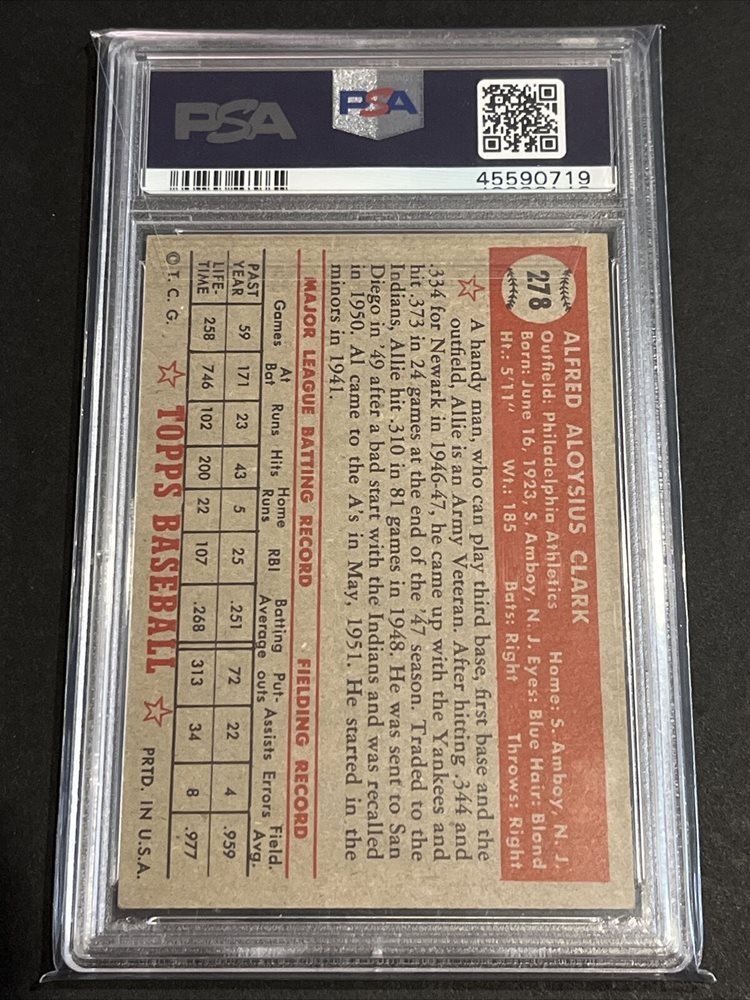 PSA
PSA
45590719
278
ALFRED ALOYSIUS CLARK
Outfield: Philadelphia Athletics Home: S. Amboy, N. J.
Born: June 16, 1923, S. Amboy, N. J. Eyes: Blue Hair: Blond
Ht.: 5'11" Wt.: 185 Bats: Right Throws: Right
A handy man, who can play third base, first base and the
outfield, Allie is an Army Veteran. After hitting .344 and
.334 for Newark in 1946-47, he came up with the Yankees and
hit .373 in 24 games at the end of the '47 season. Traded to the
Indians, Allie hit .310 in 81 games in 1948. He was sent to San
Diego in '49 after a bad start with the Indians and was recalled
in 1950. Al came to the A's in May, 1951. He started in the
minors in 1941.
MAJOR LEAGUE BATTING RECORD FIELDING RECORD
Games At Bat Runs Hits Home Runs RBI Batting Average Put-outs Assists Errors Field. Avg.
PAST YEAR 59 171 23 43 5 25 .251 72 22 4 .959
LIFE-TIME 258 746 102 200 22 107 .268 313 34 8 .977
© T. C. G. TOPPS BASEBALL PRTD. IN U.S.A.